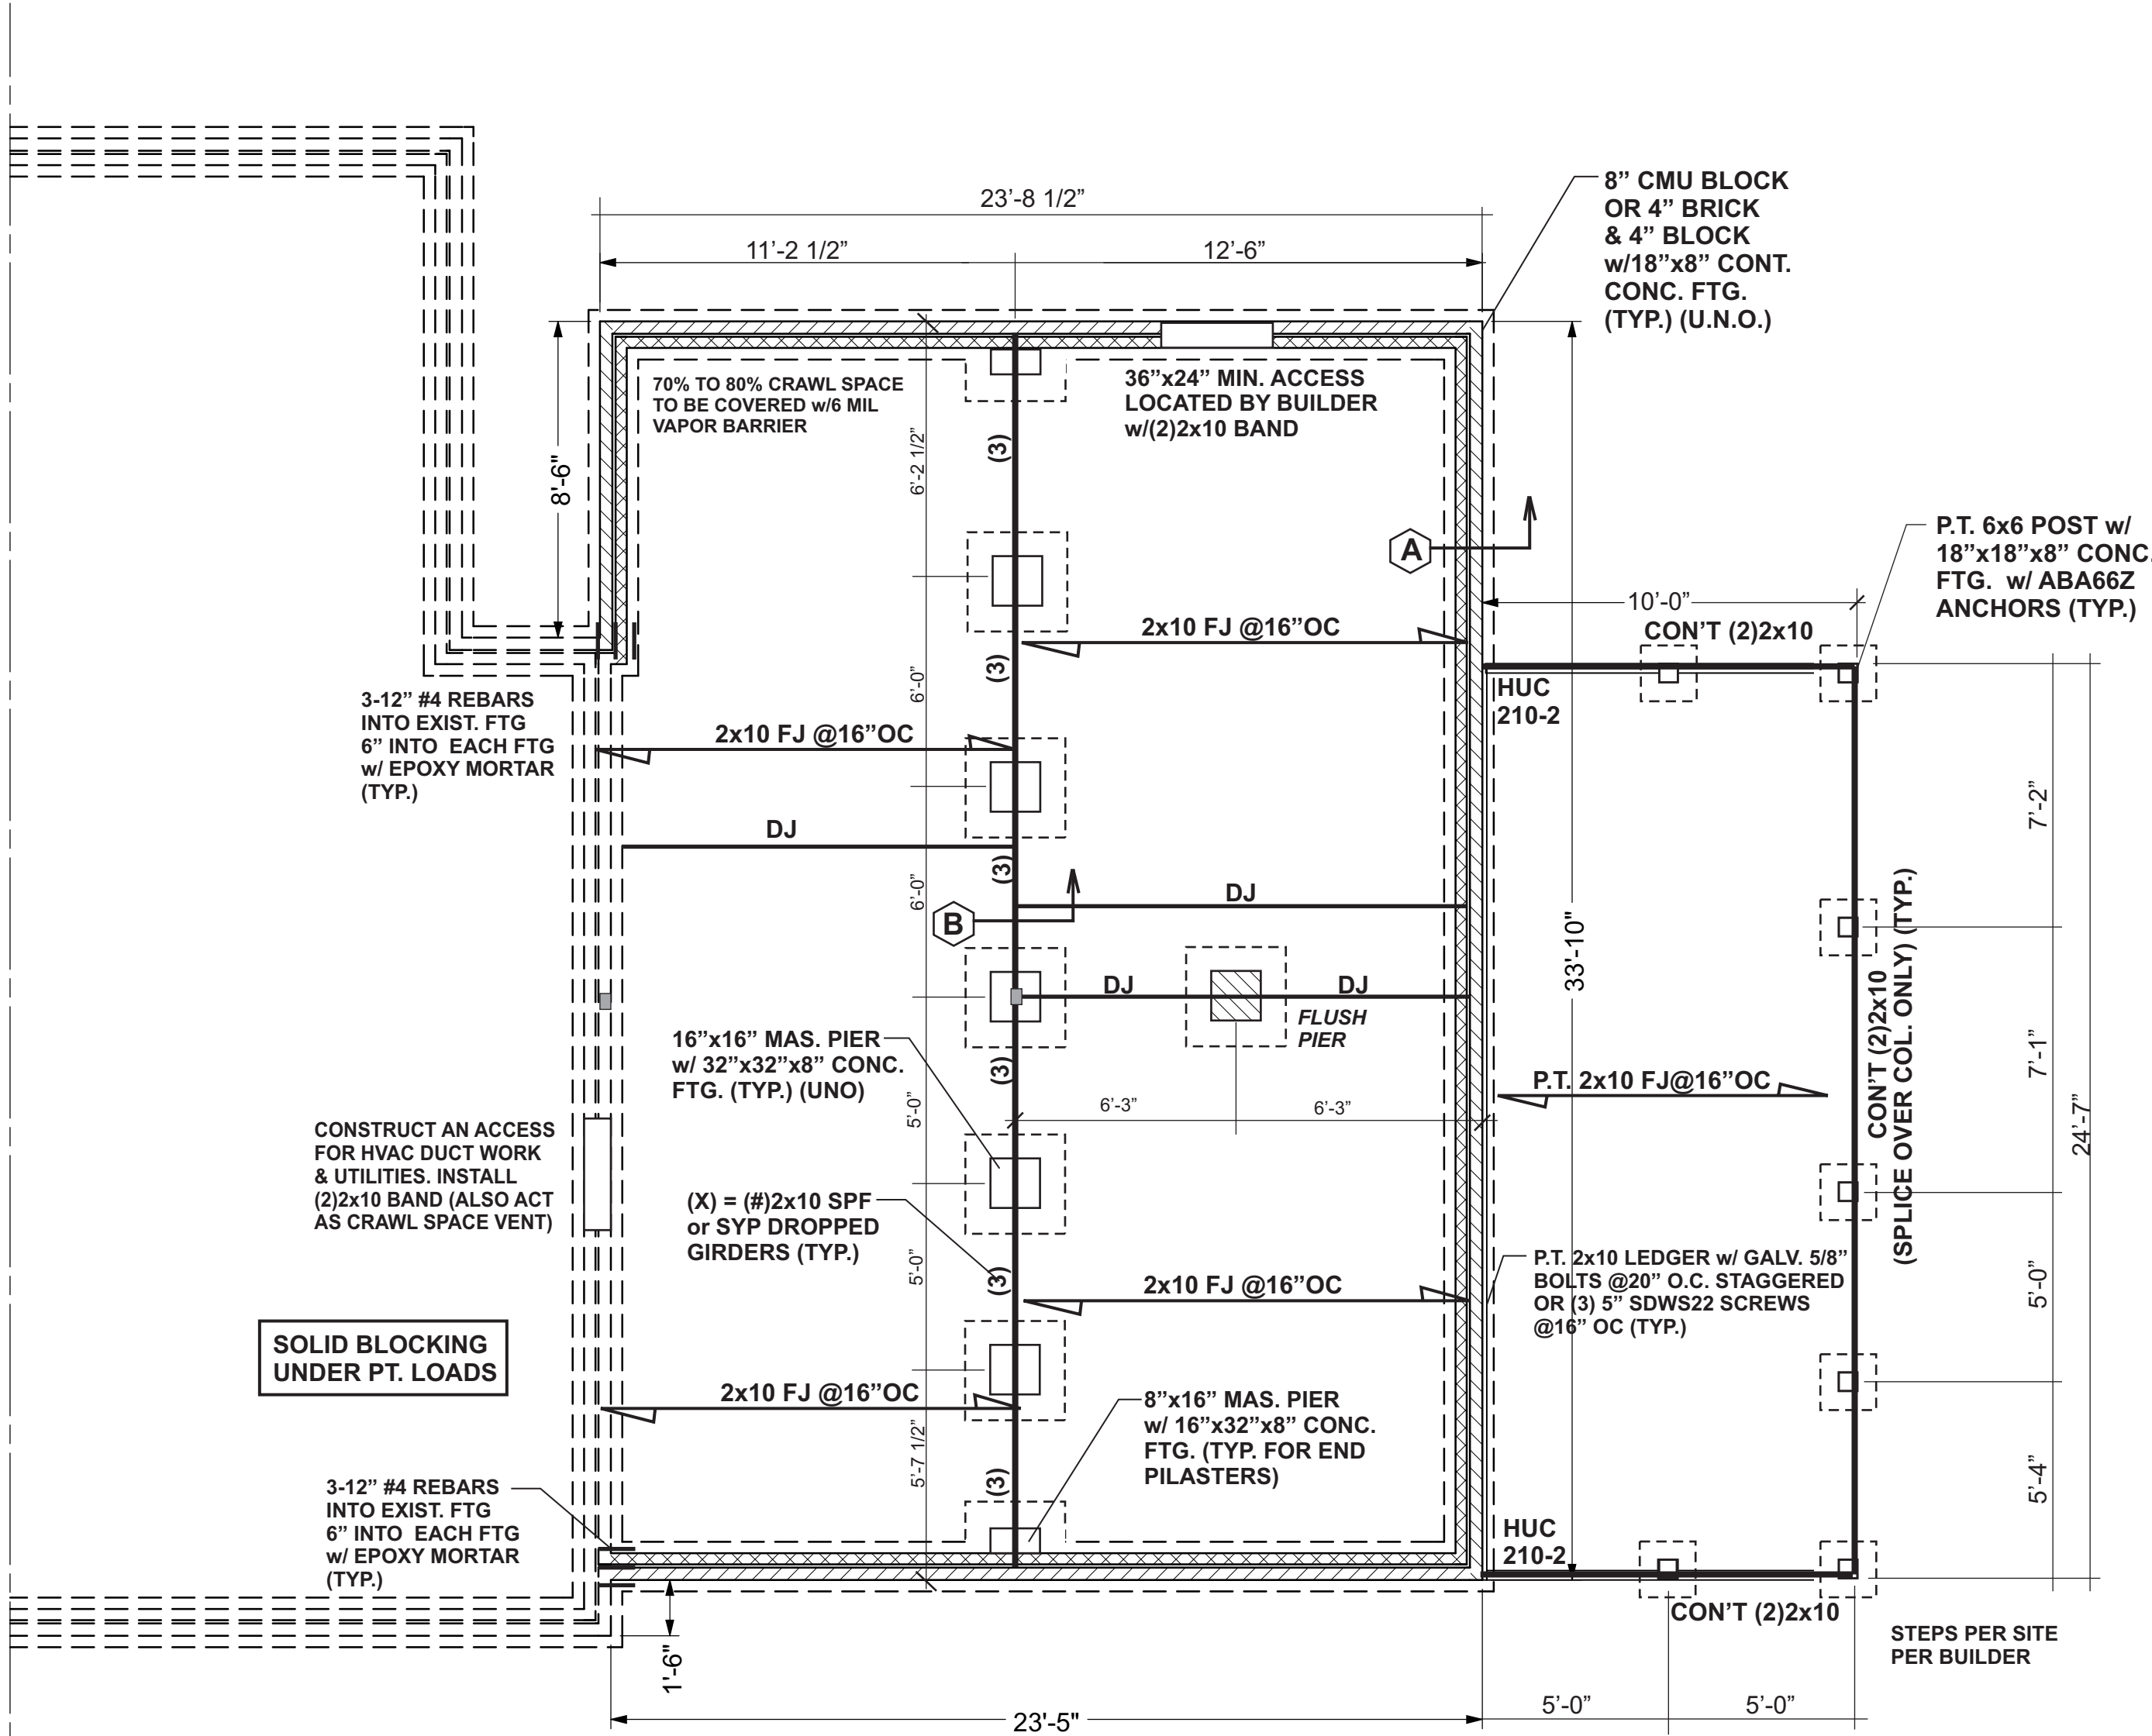 23'-8 1/2”
11'-2 1/2”
12'-6”
8” CMU BLOCK
OR 4” BRICK
& 4” BLOCK
w/18”x8” CONT.
CONC. FTG.
(TYP.) (U.N.O.)
70% TO 80% CRAWL SPACE
TO BE COVERED w/6 MIL
VAPOR BARRIER
36”x24” MIN. ACCESS
LOCATED BY BUILDER
w/(2)2x10 BAND
8'-6"
6'-2 1/2”
(3)
A
P.T. 6x6 POST w/
18”x18”x8” CONC.
FTG. w/ ABA66Z
ANCHORS (TYP.)
10’-0”
CON’T (2)2x10
2x10 FJ @16”OC
6’-0”
(3)
HUC
210-2
3-12” #4 REBARS
INTO EXIST. FTG
6” INTO EACH FTG
w/ EPOXY MORTAR
(TYP.)
2x10 FJ @16”OC
7’-2”
DJ
6’-0”
(3)
DJ
B
33'-10"
CON’T (2)2x10
(SPLICE OVER COL. ONLY) (TYP.)
DJ
DJ
FLUSH
PIER
16”x16” MAS. PIER
w/ 32”x32”x8” CONC.
FTG. (TYP.) (UNO)
(3)
7’-1”
P.T. 2x10 FJ@16”OC
5’-0”
6’-3”
6’-3”
24’-7”
CONSTRUCT AN ACCESS
FOR HVAC DUCT WORK
& UTILITIES. INSTALL
(2)2x10 BAND (ALSO ACT
AS CRAWL SPACE VENT)
(X) = (#)2x10 SPF
or SYP DROPPED
GIRDERS (TYP.)
5’-0”
(3)
2x10 FJ @16”OC
P.T. 2x10 LEDGER w/ GALV. 5/8”
BOLTS @20” O.C. STAGGERED
OR (3) 5” SDWS22 SCREWS
@16” OC (TYP.)
5’-0”
SOLID BLOCKING
UNDER PT. LOADS
2x10 FJ @16”OC
8”x16” MAS. PIER
w/ 16”x32”x8” CONC.
FTG. (TYP. FOR END
PILASTERS)
5’-7 1/2”
(3)
5’-4”
3-12” #4 REBARS
INTO EXIST. FTG
6” INTO EACH FTG
w/ EPOXY MORTAR
(TYP.)
HUC
210-2
CON’T (2)2x10
STEPS PER SITE
PER BUILDER
1'-6"
23'-5"
5’-0”
5’-0”